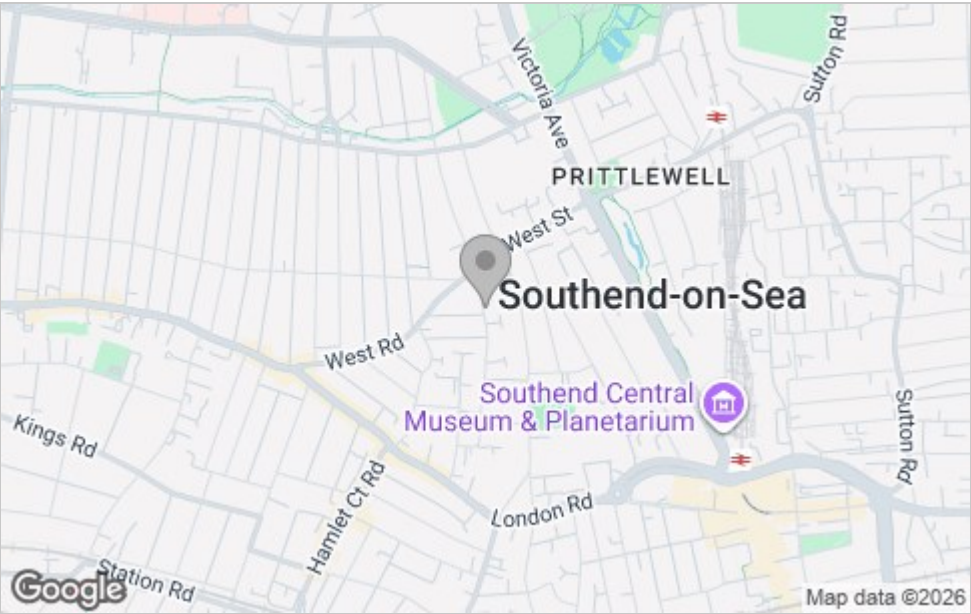 Sutton Rd
Victoria Ave
PRITTLEWELL
West St
Southend-on-Sea
West Rd
Southend Central
Museum & Planetarium
Sutton Rd
Kings Rd
Hamlet Ct Rd
London Rd
Station Rd
Google
Map data ©2026